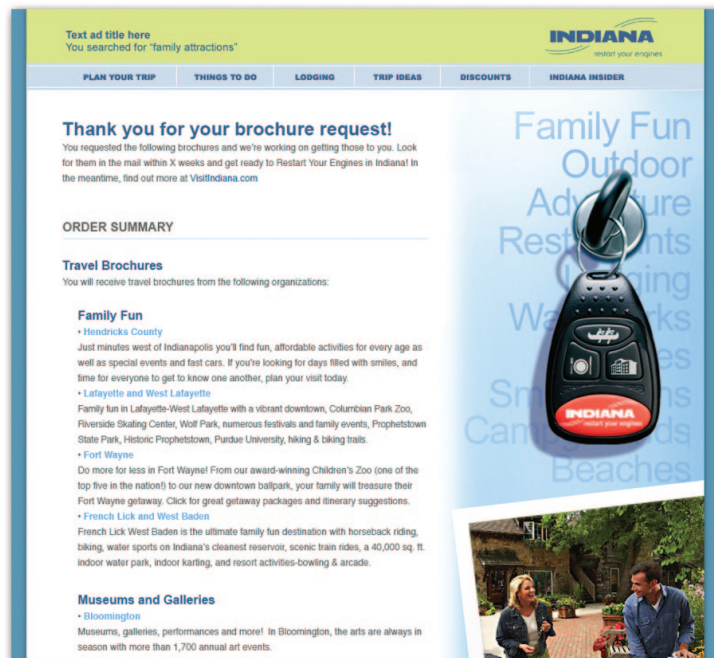 Text ad title here
You searched for “family attractions”
INDIANA
restart your engines
PLAN YOUR TRIP
THINGS TO DO
LODGING
TRIP IDEAS
DISCOUNTS
INDIANA INSIDER
Thank you for your brochure request!
You requested the following brochures and we're working on getting those to you. Look
for them in the mail within X weeks and get ready to Restart Your Engines in Indiana! In
the meantime, find out more at VisitIndiana.com
ORDER SUMMARY
Travel Brochures
You will receive travel brochures from the following organizations:
Family Fun
• Hendricks County
Just minutes west of Indianapolis you'll find fun, affordable activities for every age as
well as special events and fast cars. If you're looking for days filled with smiles, and
time for everyone to get to know one another, plan your visit today.
• Lafayette and West Lafayette
Family fun in Lafayette-West Lafayette with a vibrant downtown, Columbian Park Zoo,
Riverside Skating Center, Wolf Park, numerous festivals and family events, Prophetstown
State Park, Historic Prophetstown, Purdue University, hiking & biking trails.
• Fort Wayne
Do more for less in Fort Wayne! From our award-winning Children's Zoo (one of the
top five in the nation!) to our new downtown ballpark, your family will treasure their
Fort Wayne getaway. Click for great getaway packages and itinerary suggestions.
• French Lick and West Baden
French Lick West Baden is the ultimate family fun destination with horseback riding,
biking, water sports on Indiana's cleanest reservoir, scenic train rides, a 40,000 sq. ft.
indoor water park, indoor karting, and resort activities-bowling & arcade.
Museums and Galleries
• Bloomington
Museums, galleries, performances and more! In Bloomington, the arts are always in
season with more than 1,700 annual art events.
Family Fun
Outdoor
Beaches
INDIANA
restart your engines